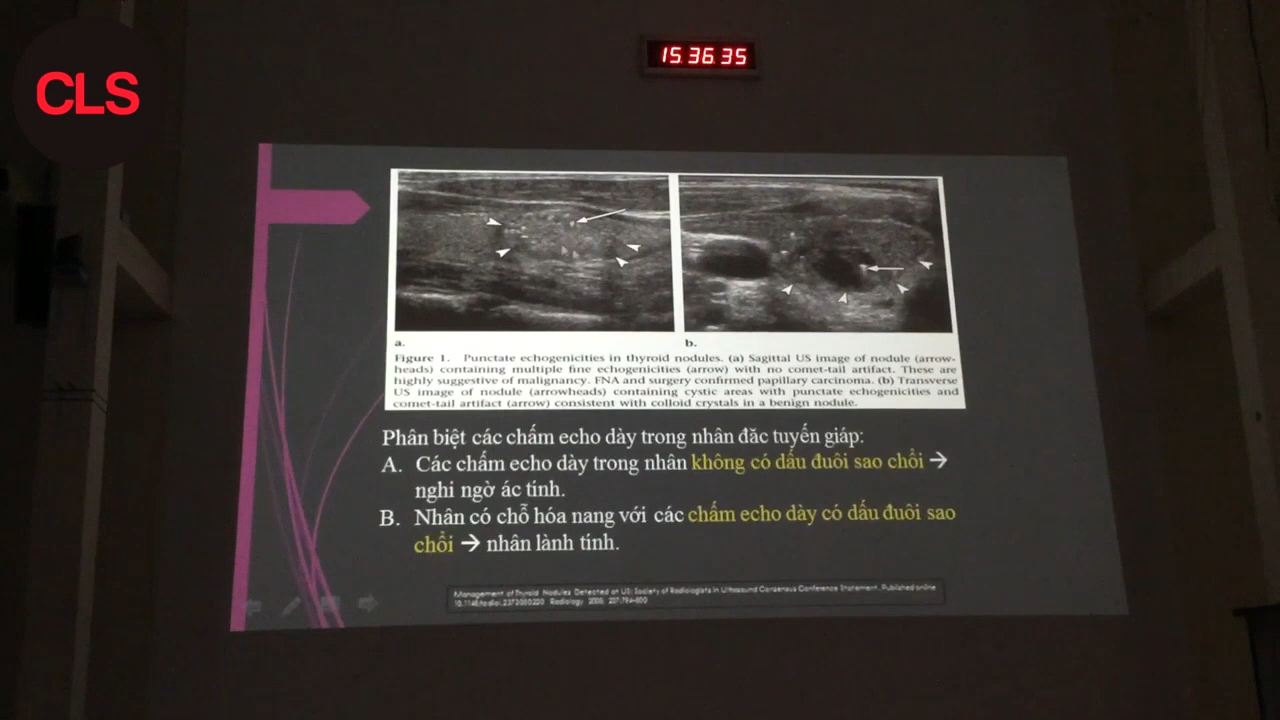 CLS
15.36.35
a.
b.
Figure 1. Punctate echogenicities in thyroid nodules. (a) Sagittal US image of nodule (arrow-
heads) containing multiple fine echogenicities (arrow) with no comet-tail artifact. These are
highly suggestive of malignancy. FNA and surgery confirmed papillary carcinoma. (b) Transverse
US image of nodule (arrowheads) containing cystic areas with punctate echogenicities and
comet-tail artifact (arrow) consistent with colloid crystals in a benign nodule.
Phân biệt các chấm echo dày trong nhân đặc tuyến giáp:
A. Các chấm echo dày trong nhân không có dấu đuôi sao chổi →
nghi ngờ ác tính.
B. Nhân có chỗ hóa nang với các chấm echo dày có dấu đuôi sao
chổi → nhân lành tính.
Management of Thyroid Nodules Detected at US: Society of Radiologists in Ultrasound Consensus Conference Statement. Published online
Radiology